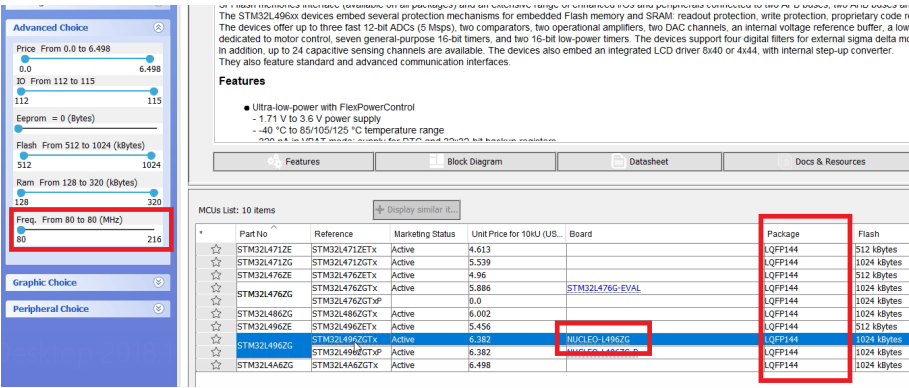 Advanced Choice
Price From 0.0 to 6.498
0.0 6.498
IO From 112 to 115
112 115
Eeprom = 0 (Bytes)
Flash From 512 to 1024 (kBytes)
512 1024
Ram From 128 to 320 (kBytes)
128 320
Freq. From 80 to 80 (MHz)
80 216
Graphic Choice
Peripheral Choice
The STM32L496xx devices embed several protection mechanisms for embedded Flash memory and SRAM: readout protection, write protection, proprietary code r
The devices offer up to three fast 12-bit ADCs (5 Msps), two comparators, two operational amplifiers, two DAC channels, an internal voltage reference buffer, a low
dedicated to motor control, seven general-purpose 16-bit timers, and two 16-bit low-power timers. The devices support four digital filters for external sigma delta mo
In addition, up to 24 capacitive sensing channels are available. The devices also embed an integrated LCD driver 8x40 or 4x44, with internal step-up converter.
They also feature standard and advanced communication interfaces.
Features
● Ultra-low-power with FlexPowerControl
- 1.71 V to 3.6 V power supply
- -40 °C to 85/105/125 °C temperature range
Features Block Diagram Datasheet Docs & Resources
MCUs List: 10 items + Display similar it...
* Part No Reference Marketing Status Unit Price for 10kU (US... Board Package Flash
STM32L471ZE STM32L471ZETx Active 4.613 LQFP144 512 kBytes
STM32L471ZG STM32L471ZGTx Active 5.539 LQFP144 1024 kBytes
STM32L476ZE STM32L476ZETx Active 4.96 LQFP144 512 kBytes
STM32L476ZG STM32L476ZGTx Active 5.886 STM32L476G-EVAL LQFP144 1024 kBytes
STM32L476ZGTxP 0.0 LQFP144 1024 kBytes
STM32L486ZG STM32L486ZGTx Active 6.002 LQFP144 1024 kBytes
STM32L496ZE STM32L496ZETx Active 5.456 LQFP144 512 kBytes
STM32L496ZG STM32L496ZGTx Active 6.382 NUCLEO-L496ZG LQFP144 1024 kBytes
STM32L496ZGTxP Active 6.382 NUCLEO-L496ZG-P LQFP144 1024 kBytes
STM32L4A6ZG STM32L4A6ZGTx Active 6.498 LQFP144 1024 kBytes